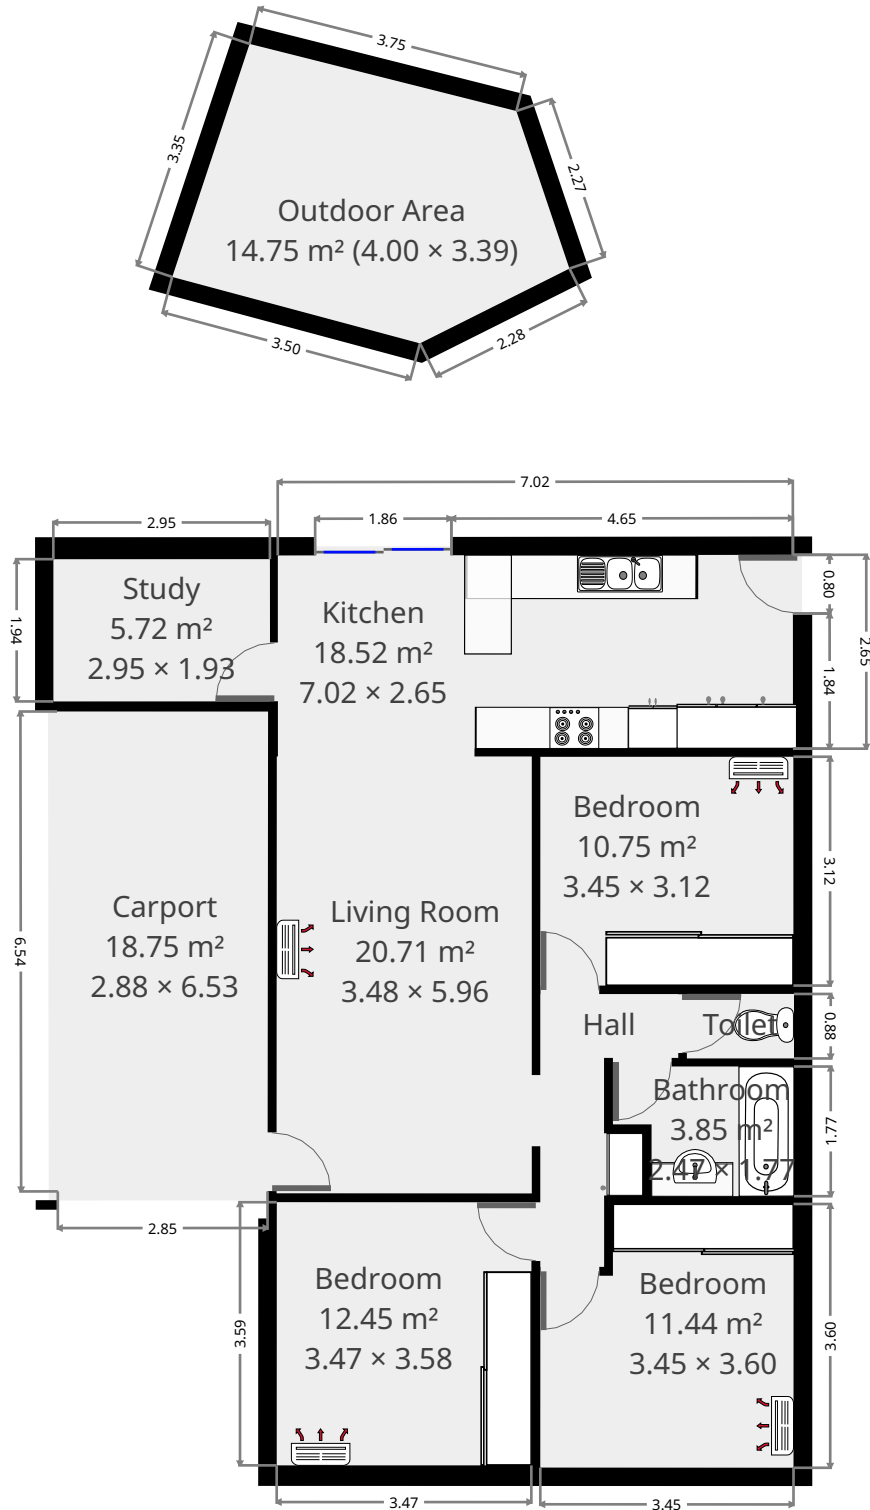 3.75
3.35
2.27
Outdoor Area
14.75 m² (4.00 × 3.39)
3.50
2.28
7.02
2.95
1.86
4.65
Study
5.72 m²
2.95 × 1.93
1.94
Kitchen
18.52 m²
7.02 × 2.65
0.80
2.65
1.84
Bedroom
10.75 m²
3.45 × 3.12
3.12
Carport
18.75 m²
2.88 × 6.53
6.54
Living Room
20.71 m²
3.48 × 5.96
Hall
Toilet
0.88
Bathroom
3.85 m²
2.47 × 1.77
1.77
2.85
Bedroom
12.45 m²
3.47 × 3.58
3.59
Bedroom
11.44 m²
3.45 × 3.60
3.60
3.47
3.45